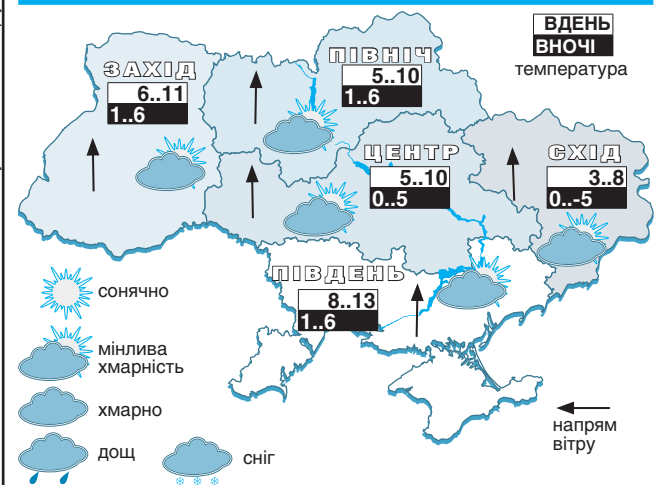 ВДЕНЬ
ВНОЧІ
температура
ПІВНІЧ
5..10
1..6
ЗАХІД
6..11
1..6
ЦЕНТР
5..10
0..5
СХІД
3..8
0..-5
ПІВДЕНЬ
8..13
1..6
сонячно
мінлива
хмарність
хмарно
дощ
сніг
напрям
вітру